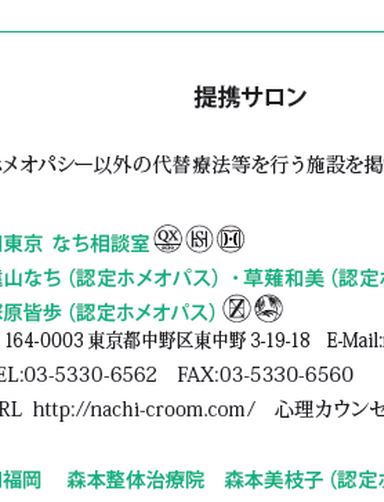 提携サロン
メオパシー以外の代替療法等を行う施設を掲
東京 なち相談室 QX
山なち（認定ホメオパス）・草薙和美（認定ホ
原皆歩（認定ホメオパス）
164-0003 東京都中野区東中野 3-19-18 E-Mail:
EL:03-5330-6562 FAX:03-5330-6560
RL http://nachi-croom.com/ 心理カウンセ
福岡 森本整体治療院 森本美枝子（認定ホ